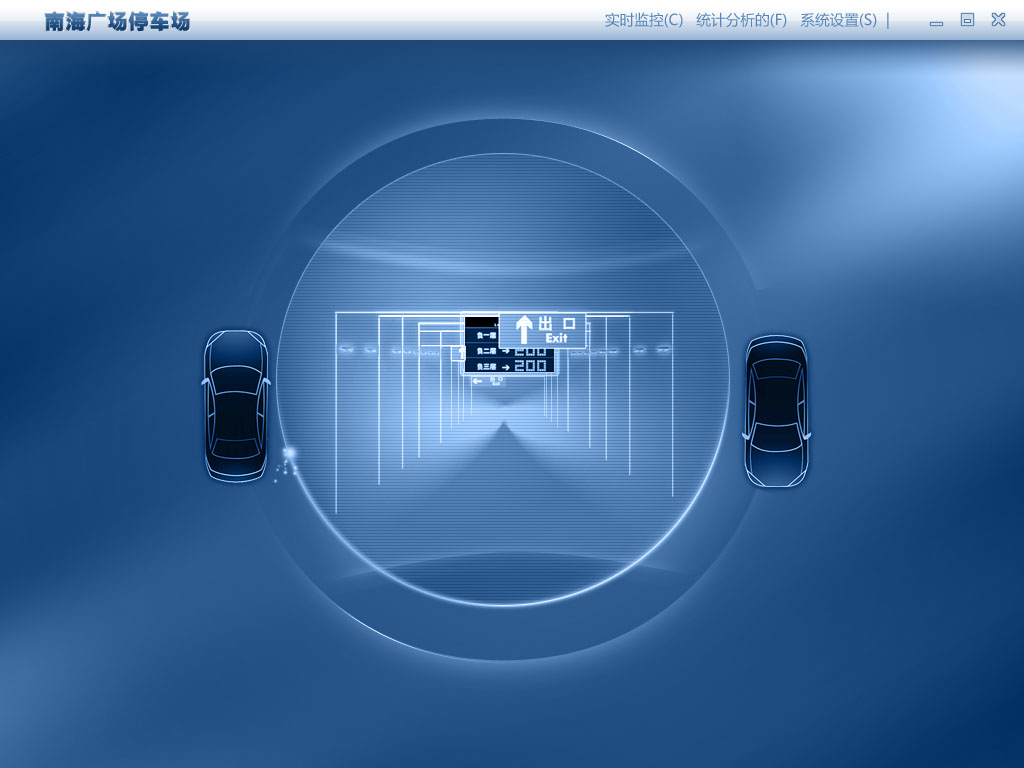 南海广场停车场
实时监控(C) 统计分析的(F) 系统设置(S) |
出 口
Exit
负一层
负二层 → 200
负三层 → 200